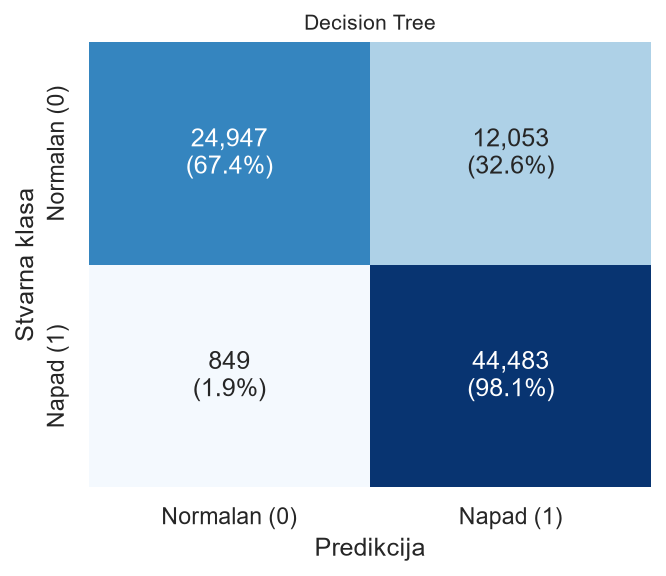 Decision Tree
Stvarna klasa
Normalan (0)
24,947
(67.4%)
12,053
(32.6%)
Napad (1)
849
(1.9%)
44,483
(98.1%)
Normalan (0)
Napad (1)
Predikcija